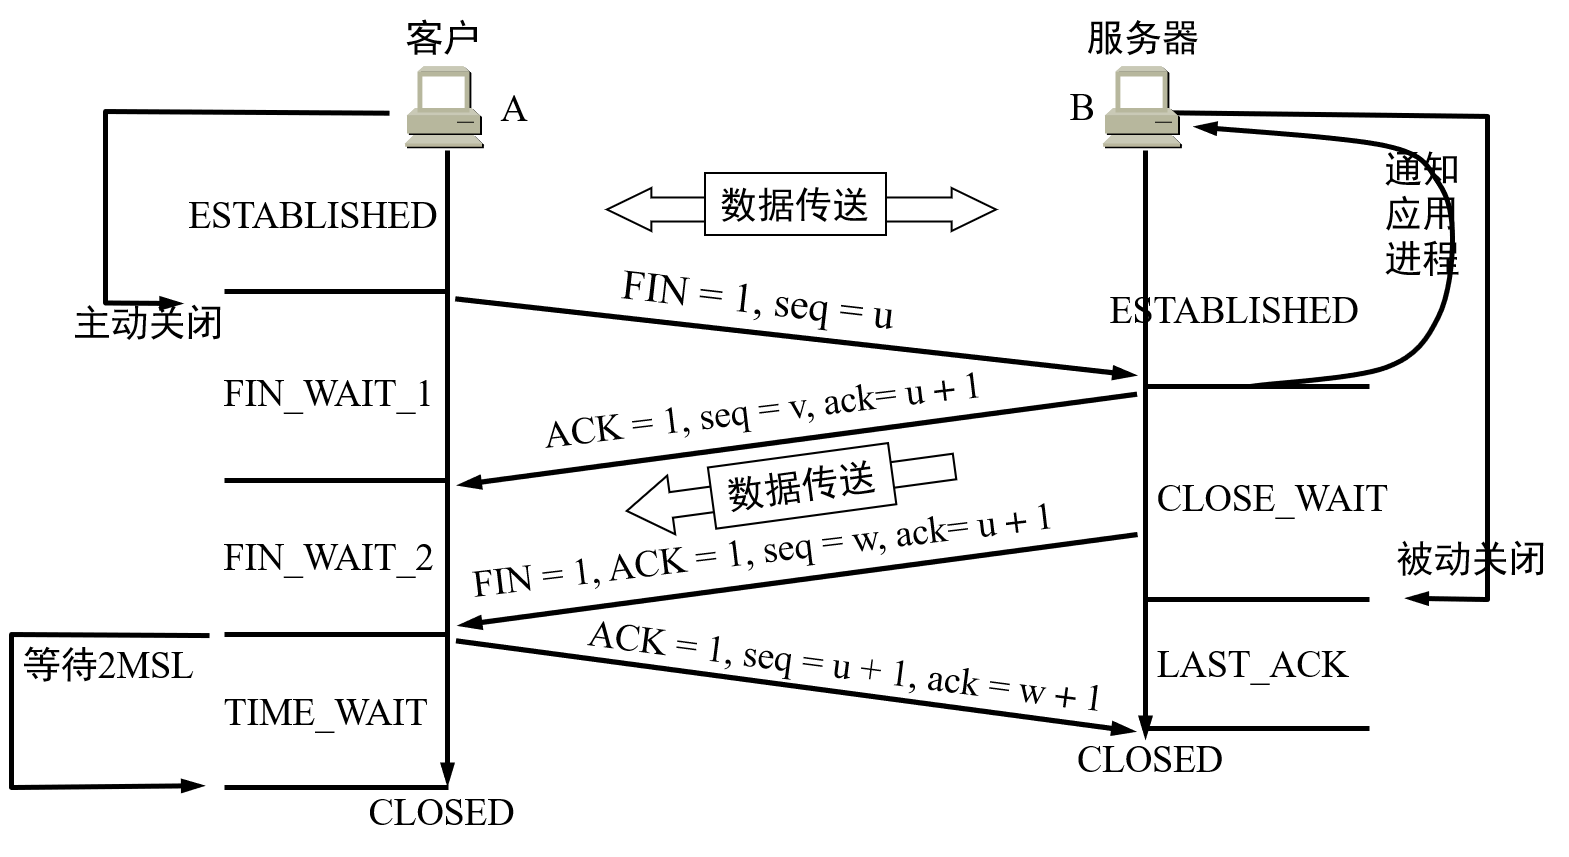 客户
服务器
A
B
通知
应用
进程
ESTABLISHED
数据传送
主动关闭
FIN = 1, seq = u
ESTABLISHED
FIN_WAIT_1
ACK = 1, seq = v, ack= u + 1
数据传送
CLOSE_WAIT
FIN_WAIT_2
FIN = 1, ACK = 1, seq = w, ack= u + 1
被动关闭
等待2MSL
ACK = 1, seq = u + 1, ack = w + 1
LAST_ACK
TIME_WAIT
CLOSED
CLOSED